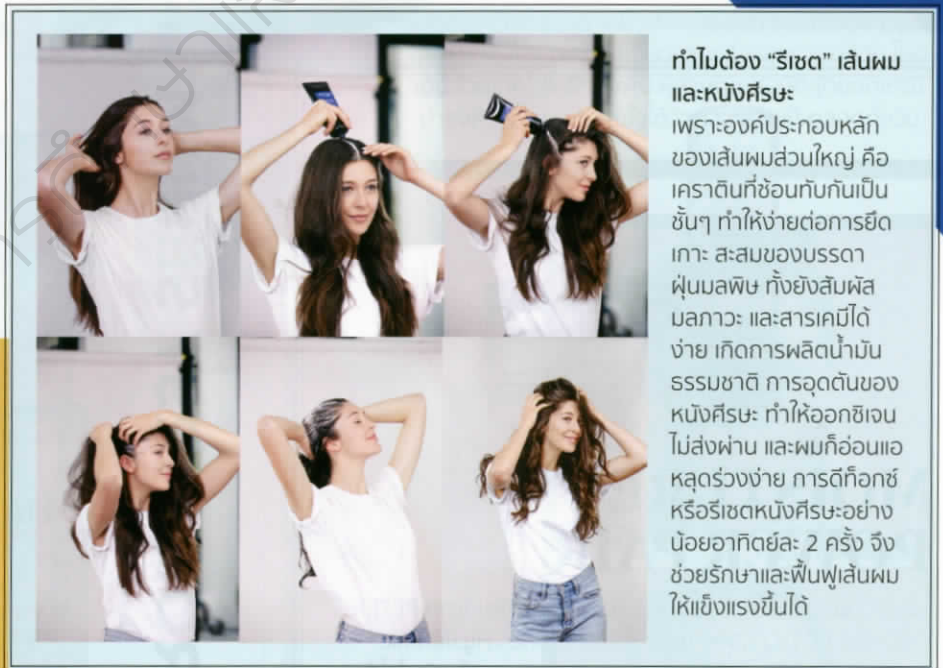 ทำไมต้อง “รีเซต” เส้นผม
และหนังศีรษะ
เพราะองค์ประกอบหลัก
ของเส้นผมส่วนใหญ่ คือ
เคราตินที่ซ้อนทับกันเป็น
ชั้นๆ ทำให้ง่ายต่อการยึด
เกาะ สะสมของบรรดา
ฝุ่นมลพิษ ทั้งยังสัมผัส
มลภาวะ และสารเคมีได้
ง่าย เกิดการผลิตน้ำมัน
ธรรมชาติ การอุดตันของ
หนังศีรษะ ทำให้ออกซิเจน
ไม่ส่งผ่าน และผมก็อ่อนแอ
หลุดร่วงง่าย การดีท็อกซ์
หรือรีเซตหนังศีรษะอย่าง
น้อยอาทิตย์ละ 2 ครั้ง จึง
ช่วยรักษาและฟื้นฟูเส้นผม
ให้แข็งแรงขึ้นได้